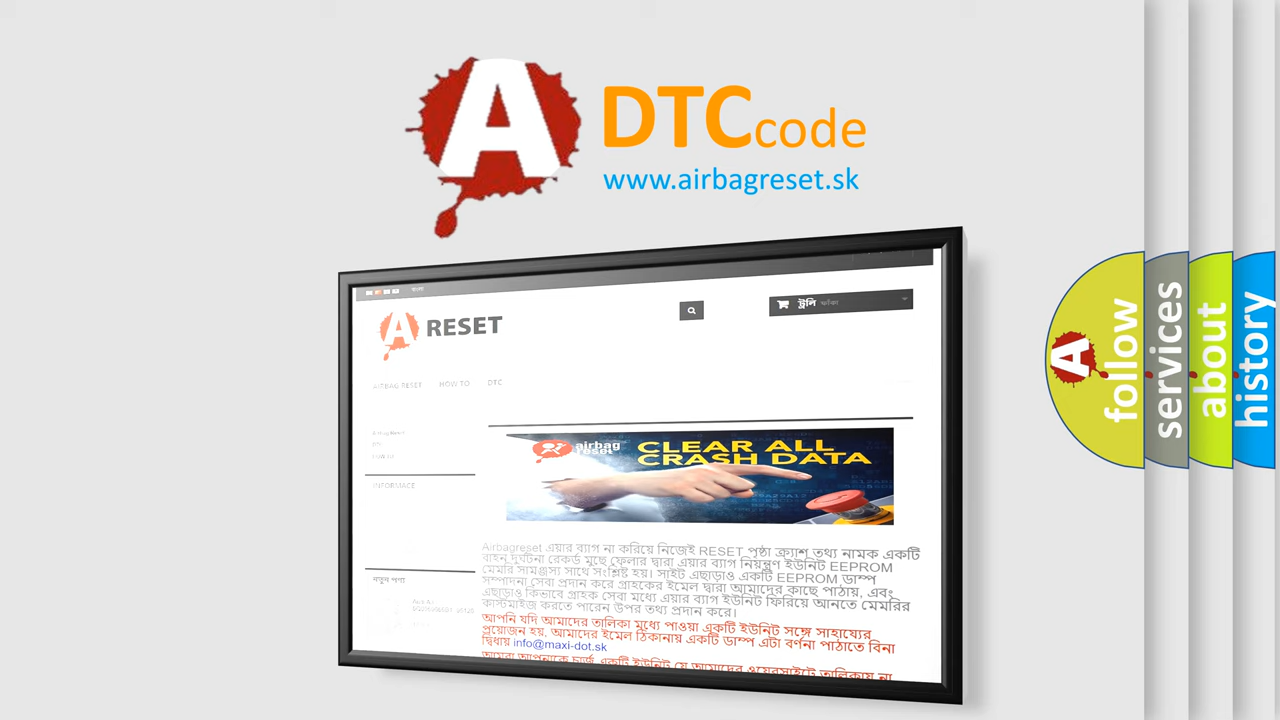 A
DTCcode
www.airbagreset.sk
বাংলা
A RESET
ট্রলি ফাঁকা
AIRBAG RESET HOW TO DTC
INFORMACE
airbag
reset
CLEAR ALL
CRASH DATA
Airbagreset এয়ার ব্যাগ না করিয়ে নিজেই RESET পৃষ্ঠা ক্র্যাশ তথ্য নামক একটি
বাহন দুর্ঘটনা রেকর্ড মুছে ফেলার দ্বারা এয়ার ব্যাগ নিয়ন্ত্রণ ইউনিট EEPROM
মেমরি সামঞ্জস্য সাথে সংশ্লিষ্ট হয়। সাইট এছাড়াও একটি EEPROM ডাম্প
সম্পাদনা সেবা প্রদান করে গ্রাহকের ইমেল দ্বারা আমাদের কাছে পাঠায়, এবং
এছাড়াও কিভাবে গ্রাহক সেবা মধ্যে এয়ার ব্যাগ ইউনিট ফিরিয়ে আনতে মেমরির
কাস্টমাইজ করতে পারেন উপর তথ্য প্রদান করে।
আপনি যদি আমাদের তালিকা মধ্যে পাওয়া একটি ইউনিট সঙ্গে সাহায্যের
প্রয়োজন হয়, আমাদের ইমেল ঠিকানায় একটি ডাম্প এটা বর্ণনা পাঠাতে বিনা
দ্বিধায় info@maxi-dot.sk
নতুন পণ্য
A
follow
services
about
history